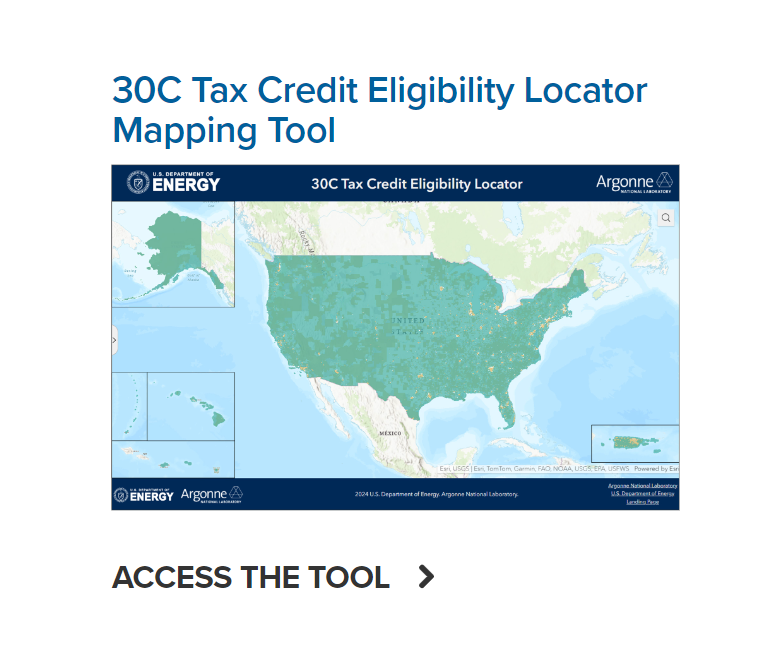 30C Tax Credit Eligibility Locator
Mapping Tool
U.S. DEPARTMENT OF
ENERGY
30C Tax Credit Eligibility Locator
Argonne
NATIONAL LABORATORY
UNITED
STATES
MÉXICO
Esri, USGS | Esri, TomTom, Garmin, FAO, NOAA, USGS, EPA, USFWS Powered by Esri
U.S. DEPARTMENT OF
ENERGY
Argonne
NATIONAL LABORATORY
2024 U.S. Department of Energy. Argonne National Laboratory.
Argonne National Laboratory
U.S. Department of Energy
Landing Page
ACCESS THE TOOL